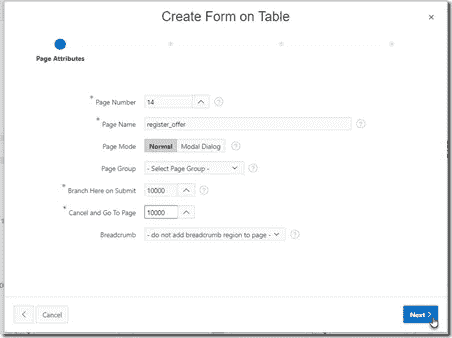 Create Form on Table
Page Attributes
* Page Number 14
* Page Name register_offer
Page Mode Normal Modal Dialog
Page Group - Select Page Group -
* Branch Here on Submit 10000
* Cancel and Go To Page 10000
Breadcrumb - do not add breadcrumb region to page -
Cancel Next